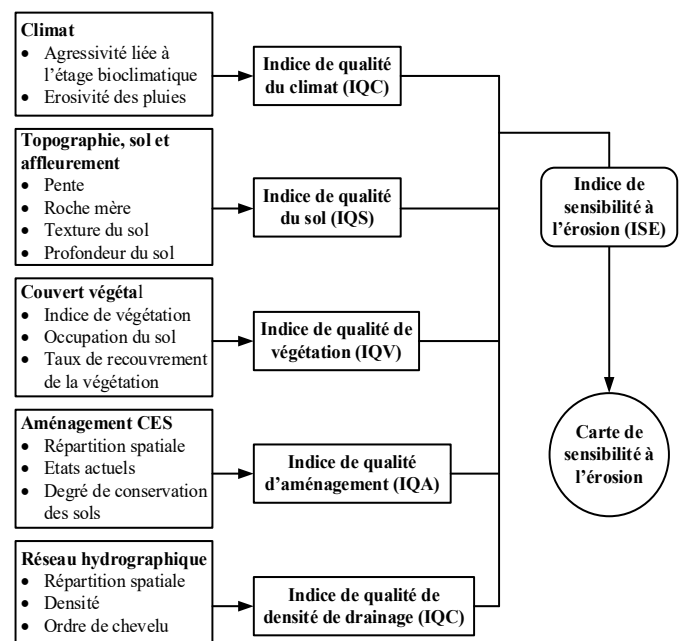 Climat
• Agressivité liée à
l'étage bioclimatique
• Erosivité des pluies
Indice de qualité
du climat (IQC)
Topographie, sol et
affleurement
• Pente
• Roche mère
• Texture du sol
• Profondeur du sol
Indice de qualité
du sol (IQS)
Couvert végétal
• Indice de végétation
• Occupation du sol
• Taux de recouvrement
de la végétation
Indice de qualité de
végétation (IQV)
Aménagement CES
• Répartition spatiale
• Etats actuels
• Degré de conservation
des sols
Indice de qualité
d'aménagement (IQA)
Réseau hydrographique
• Répartition spatiale
• Densité
• Ordre de chevelu
Indice de qualité de
densité de drainage (IQC)
Indice de
sensibilité à
l'érosion (ISE)
Carte de
sensibilité à
l'érosion